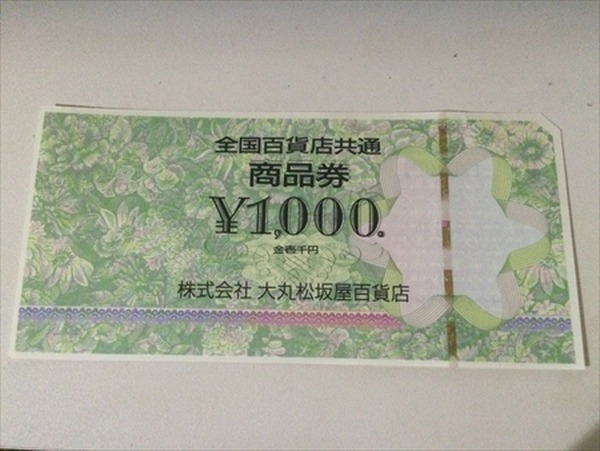 全国百貨店共通
商品券
¥1,000.
金壱千円
株式会社 大丸松坂屋百貨店